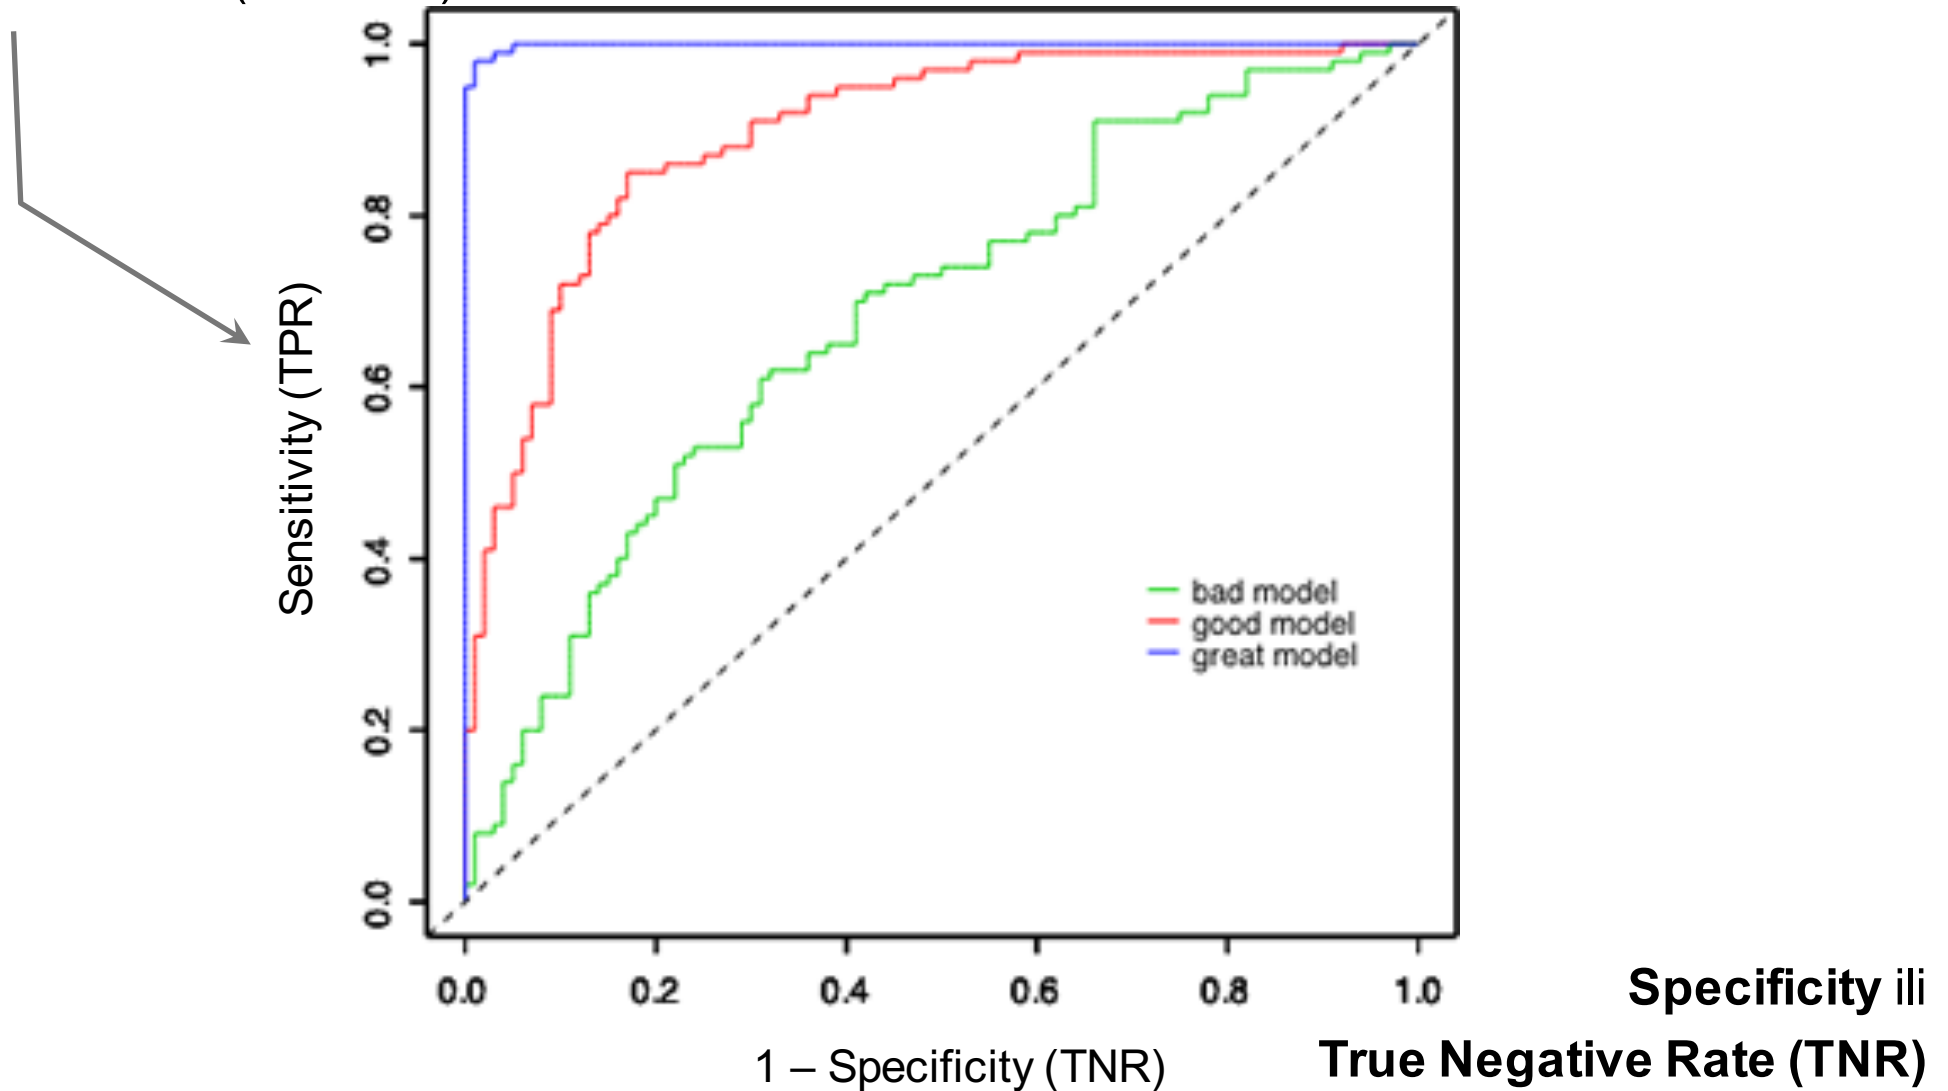 1.0
0.8
0.6
0.4
0.2
0.0
Sensitivity (TPR)
bad model
good model
great model
0.0 0.2 0.4 0.6 0.8 1.0
1 – Specificity (TNR)
Specificity ili
True Negative Rate (TNR)